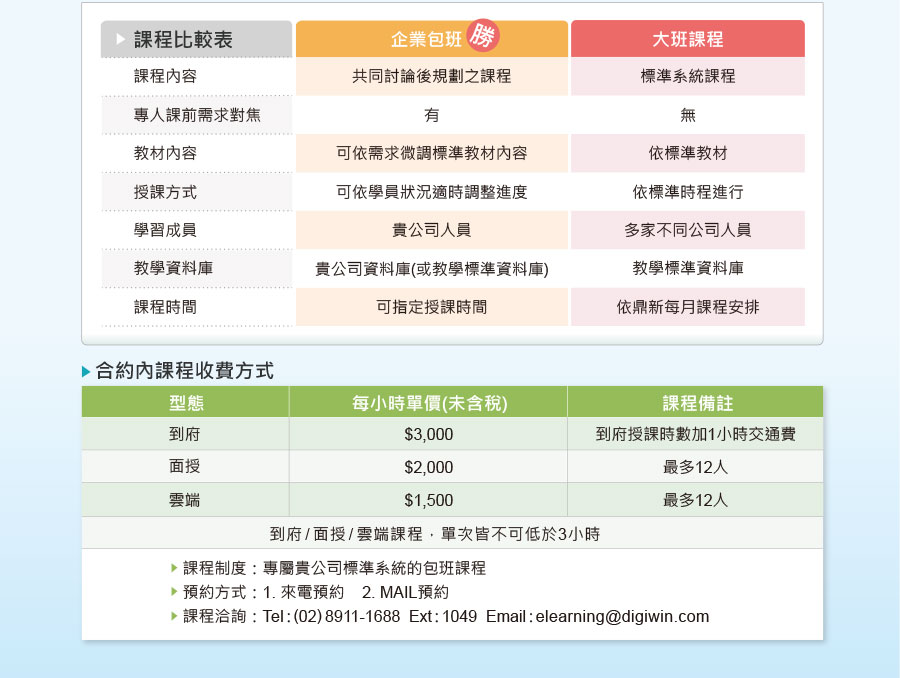 課程比較表 企業包班 勝 大班課程
課程內容 共同討論後規劃之課程 標準系統課程
專人課前需求對焦 有 無
教材內容 可依需求微調標準教材內容 依標準教材
授課方式 可依學員狀況適時調整進度 依標準時程進行
學習成員 貴公司人員 多家不同公司人員
教學資料庫 貴公司資料庫(或教學標準資料庫) 教學標準資料庫
課程時間 可指定授課時間 依鼎新每月課程安排
合約內課程收費方式
型態 每小時單價(未含稅) 課程備註
到府 $3,000 到府授課時數加1小時交通費
面授 $2,000 最多12人
雲端 $1,500 最多12人
到府/面授/雲端課程，單次皆不可低於3小時
課程制度：專屬貴公司標準系統的包班課程
預約方式：1. 來電預約 2. MAIL預約
課程洽詢：Tel:(02)8911-1688 Ext:1049 Email:elearning@digiwin.com